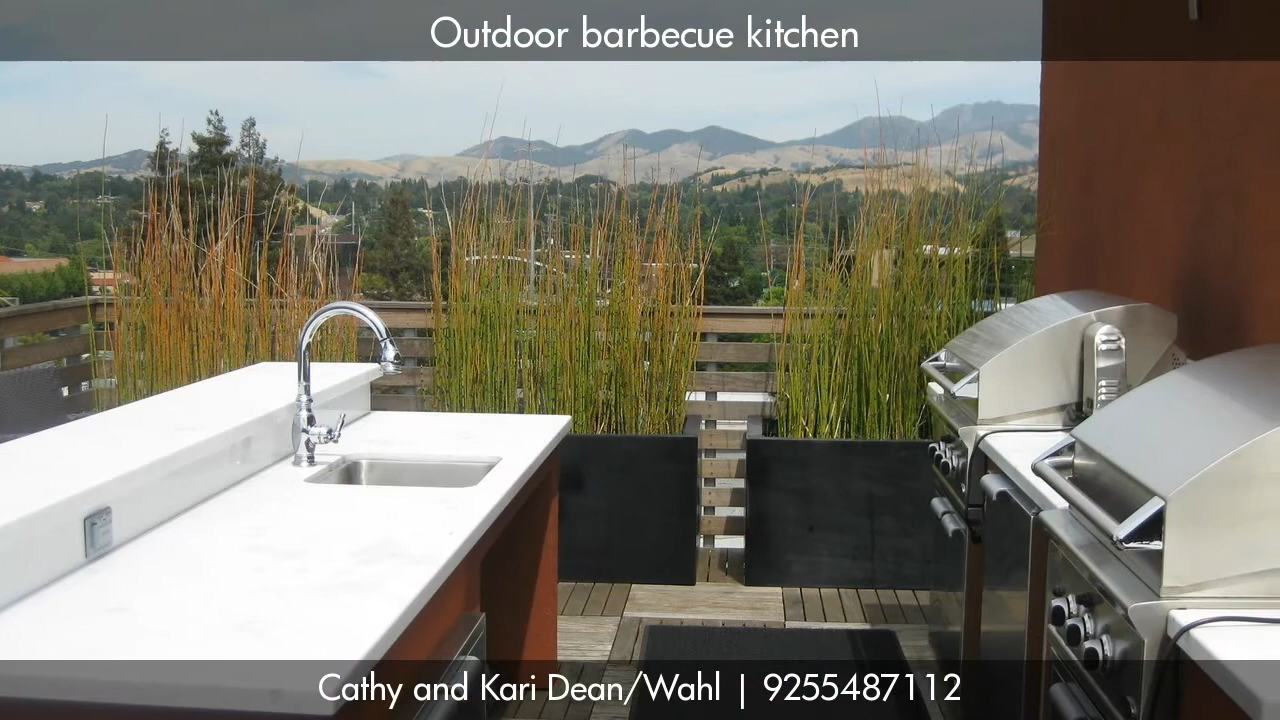 Outdoor barbecue kitchen
Cathy and Kari Dean/Wahl | 9255487112